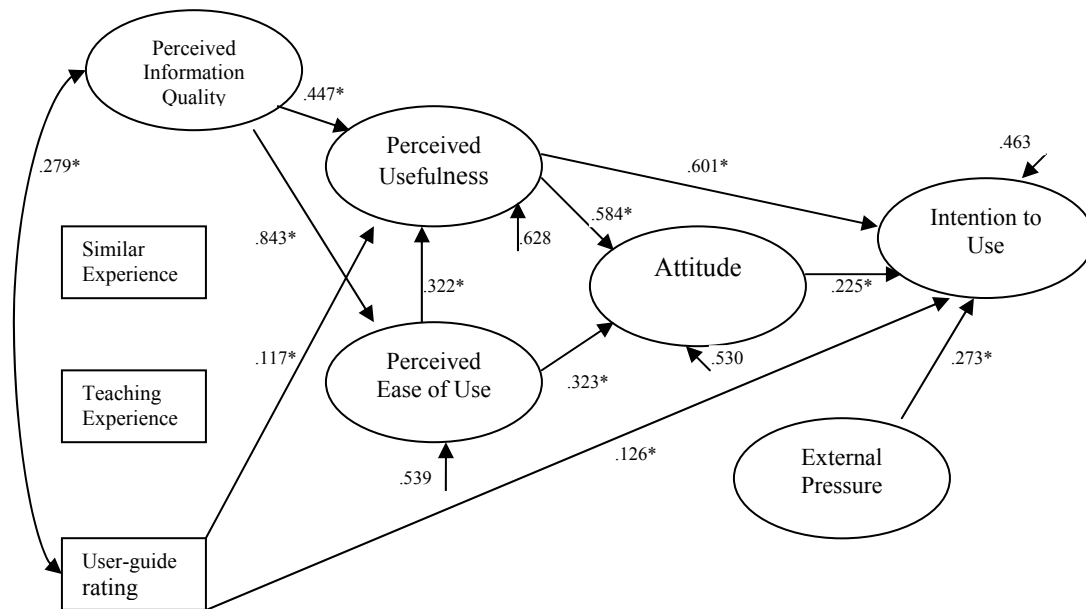 Perceived
Information
Quality
.447*
Perceived
Usefulness
.463
.279*
.601*
.584*
Intention to
Use
.628
Similar
Experience
.843*
Attitude
.322*
.225*
.117*
Perceived
Ease of Use
.530
.323*
.273*
Teaching
Experience
.126*
.539
External
Pressure
User-guide
rating